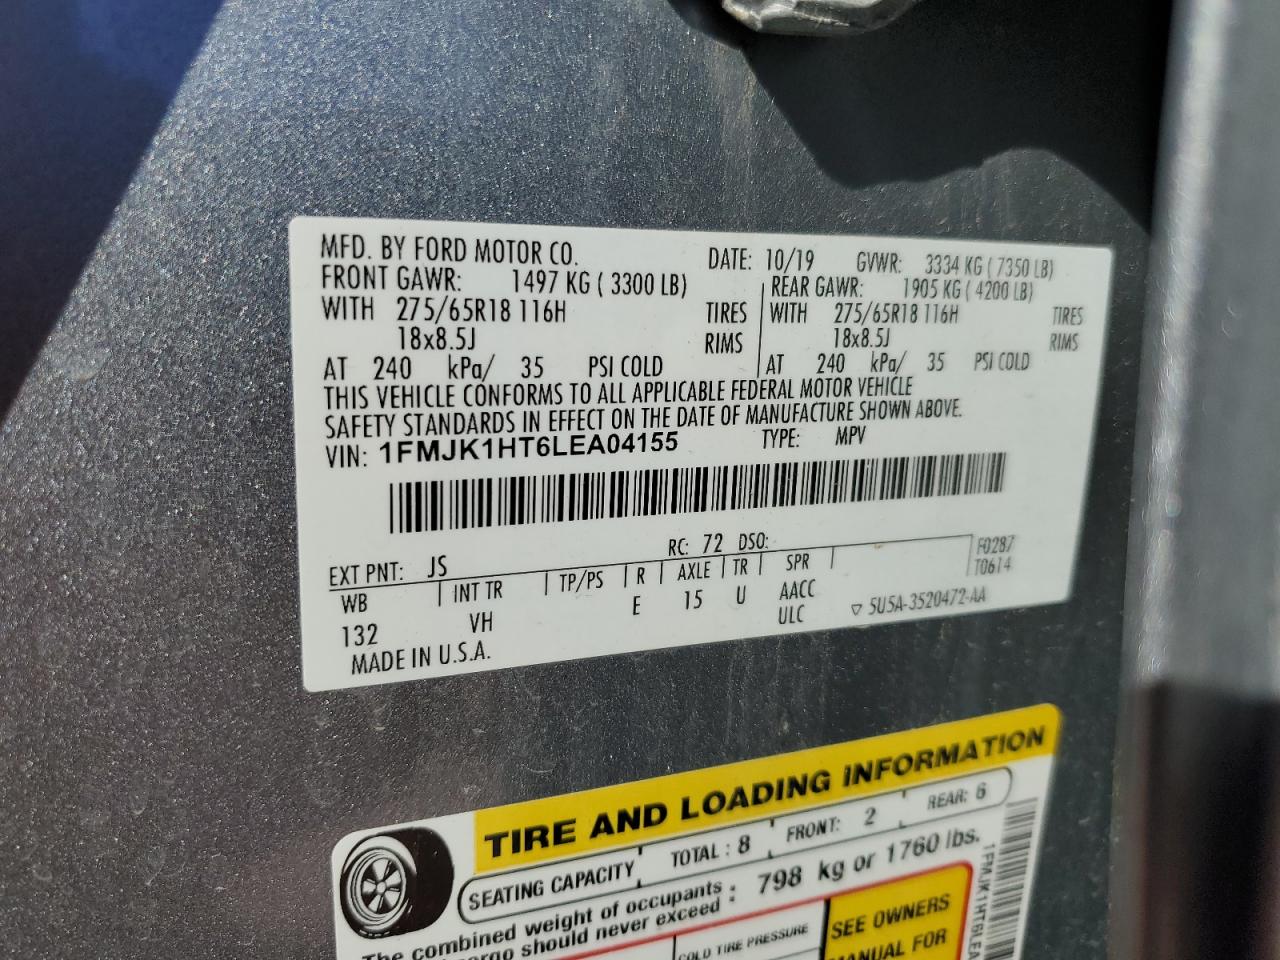 MFD. BY FORD MOTOR CO. DATE: 10/19 GVWR: 3334 KG ( 7350 LB)
FRONT GAWR: 1497 KG ( 3300 LB) REAR GAWR: 1905 KG ( 4200 LB)
WITH 275/65R18 116H TIRES WITH 275/65R18 116H TIRES
18x8.5J RIMS 18x8.5J RIMS
AT 240 kPa/ 35 PSI COLD AT 240 kPa/ 35 PSI COLD
THIS VEHICLE CONFORMS TO ALL APPLICABLE FEDERAL MOTOR VEHICLE
SAFETY STANDARDS IN EFFECT ON THE DATE OF MANUFACTURE SHOWN ABOVE.
VIN: 1FMJK1HT6LEA04155 TYPE: MPV
EXT PNT: JS RC: 72 DSO: F0287
WB INT TR TP/PS R AXLE TR SPR T0614
132 VH E 15 U AACC ▽ 5U5A-3520472-AA
ULC
MADE IN U.S.A.
TIRE AND LOADING INFORMATION
SEATING CAPACITY TOTAL : 8 FRONT: 2 REAR: 6
The combined weight of occupants
cargo should never exceed : 798 kg or 1760 lbs.
COLD TIRE PRESSURE SEE OWNERS
MANUAL FOR
1FMJK1HT6LEA